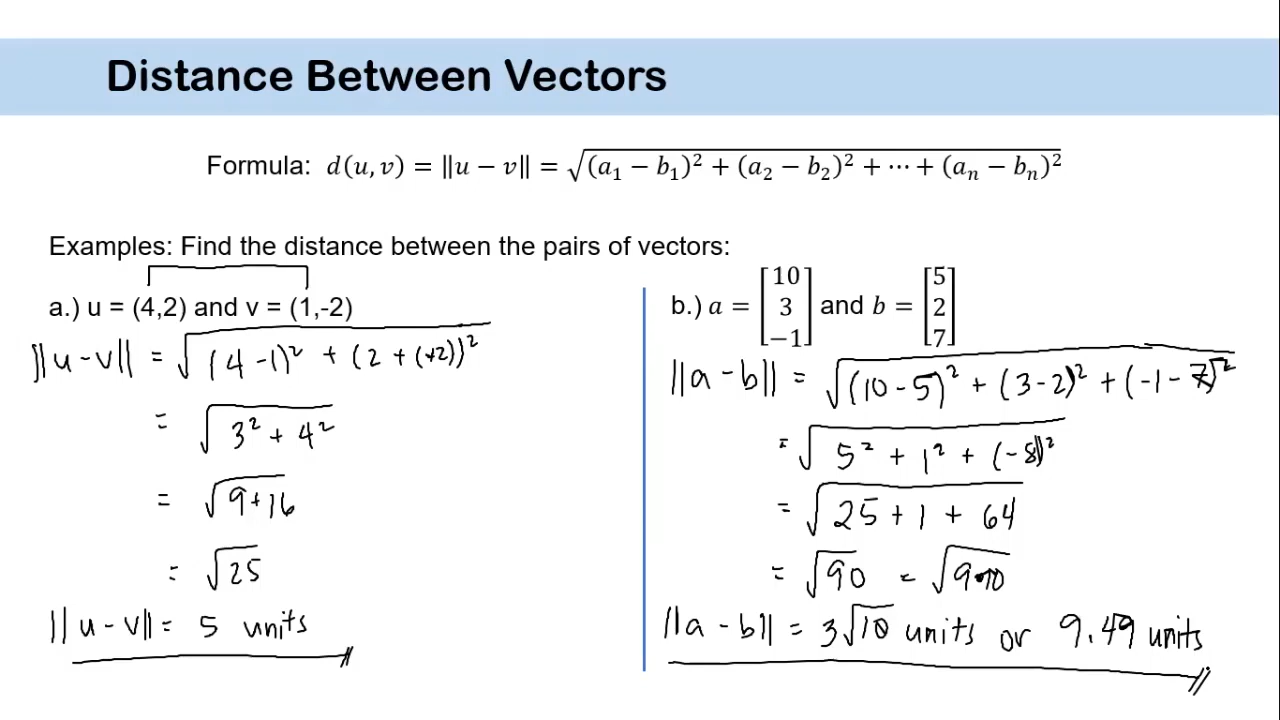 Distance Between Vectors
Formula: d(u, v) = ‖u − v‖ = √((a₁ − b₁)² + (a₂ − b₂)² + ⋯ + (aₙ − bₙ)²)
Examples: Find the distance between the pairs of vectors:
a.) u = (4,2) and v = (1,-2)
||u - v|| = √((4 - 1)² + (2 + (+2))²)
= √(3² + 4²)
= √(9 + 16)
= √25
||u - v|| = 5 units
b.) a = [10 3 −1] and b = [5 2 7]
||a - b|| = √((10 - 5)² + (3 - 2)² + (-1 - 7)²)
= √(5² + 1² + (-8)²)
= √(25 + 1 + 64)
= √90 = √(9·10)
||a - b|| = 3√10 units or 9.49 units